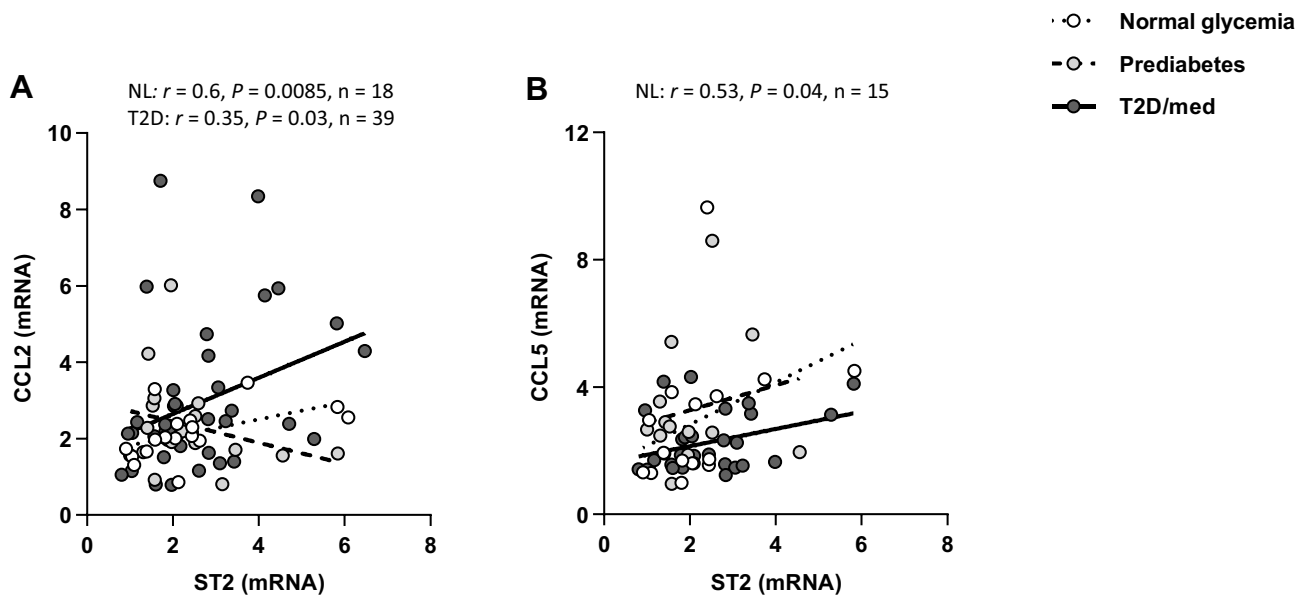 Normal glycemia
Prediabetes
T2D/med
A
NL: r = 0.6, P = 0.0085, n = 18
T2D: r = 0.35, P = 0.03, n = 39
10
8
6
4
2
0
CCL2 (mRNA)
0 2 4 6 8
ST2 (mRNA)
B
NL: r = 0.53, P = 0.04, n = 15
12
8
4
0
CCL5 (mRNA)
0 2 4 6 8
ST2 (mRNA)